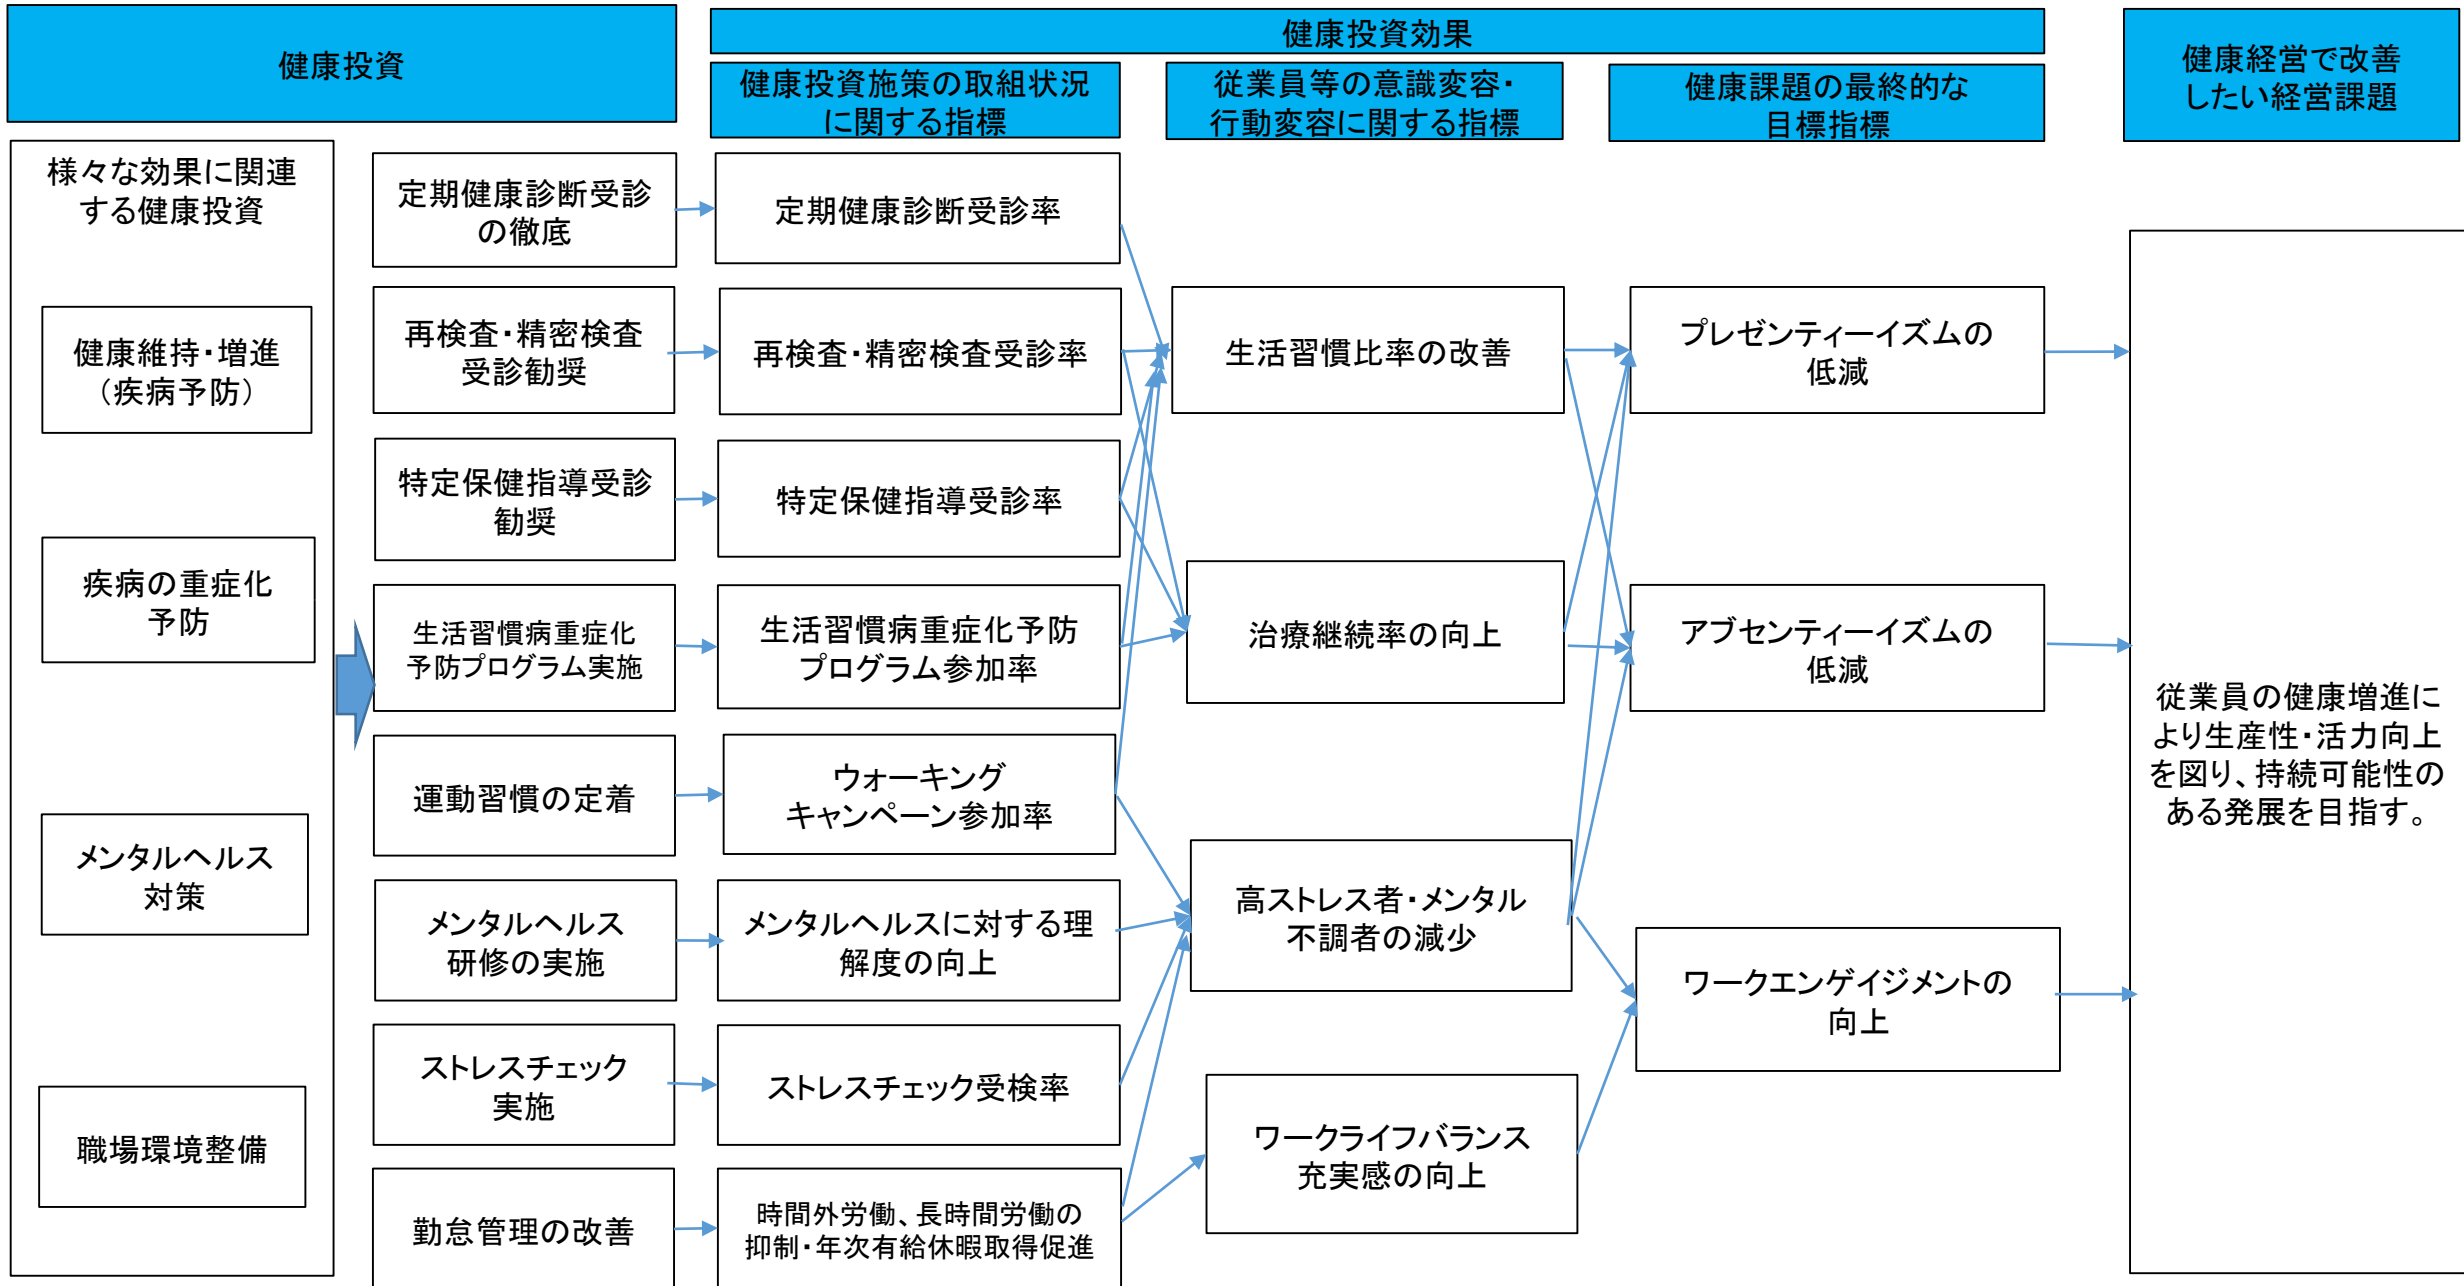 健康投資
健康投資効果
健康投資施策の取組状況
に関する指標
従業員等の意識変容・
行動変容に関する指標
健康課題の最終的な
目標指標
健康経営で改善
したい経営課題
様々な効果に関連
する健康投資
健康維持・増進
(疾病予防)
疾病の重症化
予防
メンタルヘルス
対策
職場環境整備
定期健康診断受診
の徹底
再検査・精密検査
受診勧奨
特定保健指導受診
勧奨
生活習慣病重症化
予防プログラム実施
運動習慣の定着
メンタルヘルス
研修の実施
ストレスチェック
実施
勤怠管理の改善
定期健康診断受診率
再検査・精密検査受診率
特定保健指導受診率
生活習慣病重症化予防
プログラム参加率
ウォーキング
キャンペーン参加率
メンタルヘルスに対する理
解度の向上
ストレスチェック受検率
時間外労働、長時間労働の
抑制・年次有給休暇取得促進
生活習慣比率の改善
治療継続率の向上
高ストレス者・メンタル
不調者の減少
ワークライフバランス
充実感の向上
プレゼンティーイズムの
低減
アブセンティーイズムの
低減
ワークエンゲイジメントの
向上
従業員の健康増進に
より生産性・活力向上
を図り、持続可能性の
ある発展を目指す。